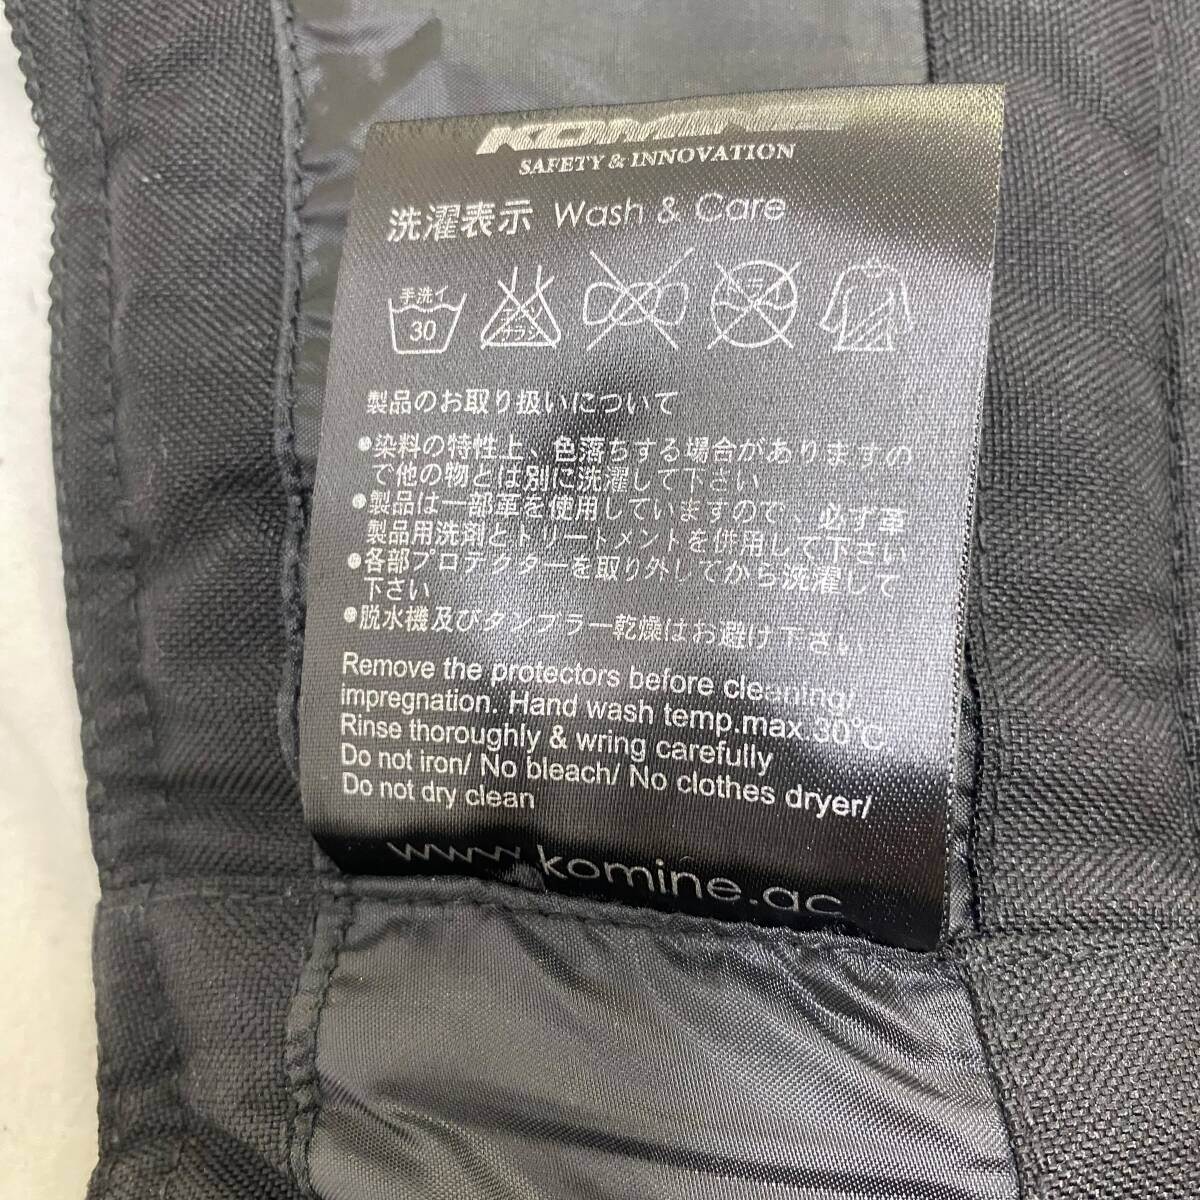 KOMINE
SAFETY & INNOVATION
洗濯表示 Wash & Care
手洗イ
30
エンソ
サラシ
ドライ
製品のお取り扱いについて
●染料の特性上、色落ちする場合がありますの
で他の物とは別に洗濯して下さい
●製品は一部革を使用していますので、必ず革
製品用洗剤とトリートメントを併用して下さい
●各部プロテクターを取り外してから洗濯して
下さい
●脱水機及びタンブラー乾燥はお避け下さい
Remove the protectors before cleaning/
impregnation. Hand wash temp.max.30°C.
Rinse thoroughly & wring carefully
Do not iron/ No bleach/ No clothes dryer/
Do not dry clean
www.komine.ac